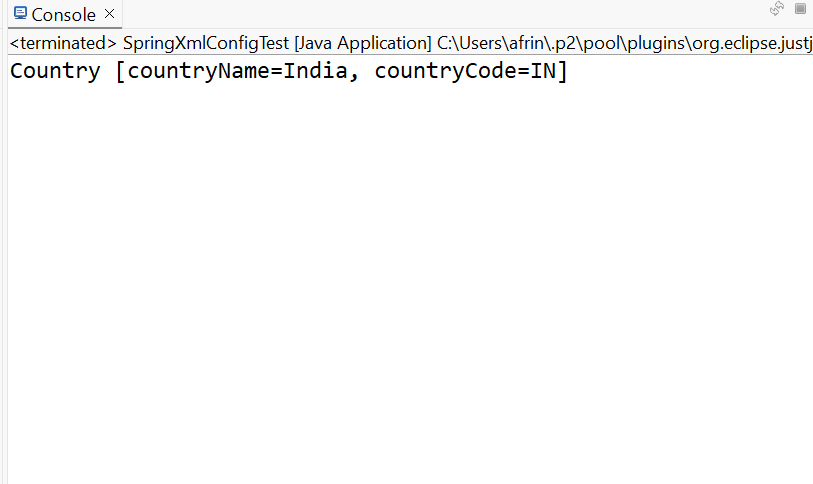 Console
<terminated> SpringXmlConfigTest [Java Application] C:\Users\afrin\.p2\pool\plugins\org.eclipse.justj
Country [countryName=India, countryCode=IN]